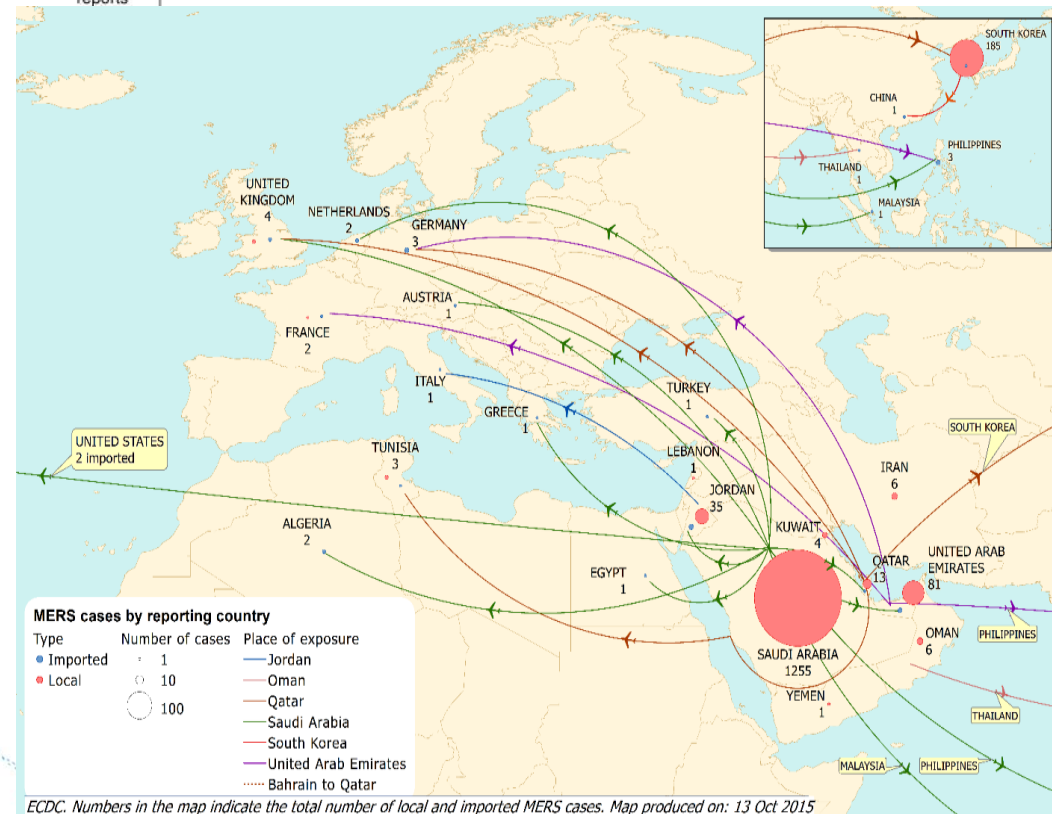 reports
SOUTH KOREA
185
CHINA
1
PHILIPPINES
3
THAILAND
1
MALAYSIA
1
UNITED
KINGDOM
4
NETHERLANDS
2
GERMANY
3
AUSTRIA
1
FRANCE
2
ITALY
1
GREECE
1
TURKEY
1
UNITED STATES
2 imported
TUNISIA
3
LEBANON
1
JORDAN
35
IRAN
6
SOUTH KOREA
ALGERIA
2
KUWAIT
4
QATAR
13
UNITED ARAB
EMIRATES
81
EGYPT
1
PHILIPPINES
OMAN
6
SAUDI ARABIA
1255
YEMEN
1
THAILAND
MALAYSIA
PHILIPPINES
MERS cases by reporting country
Type
Imported
Local
Number of cases
1
10
100
Place of exposure
Jordan
Oman
Qatar
Saudi Arabia
South Korea
United Arab Emirates
Bahrain to Qatar
ECDC. Numbers in the map indicate the total number of local and imported MERS cases. Map produced on: 13 Oct 2015